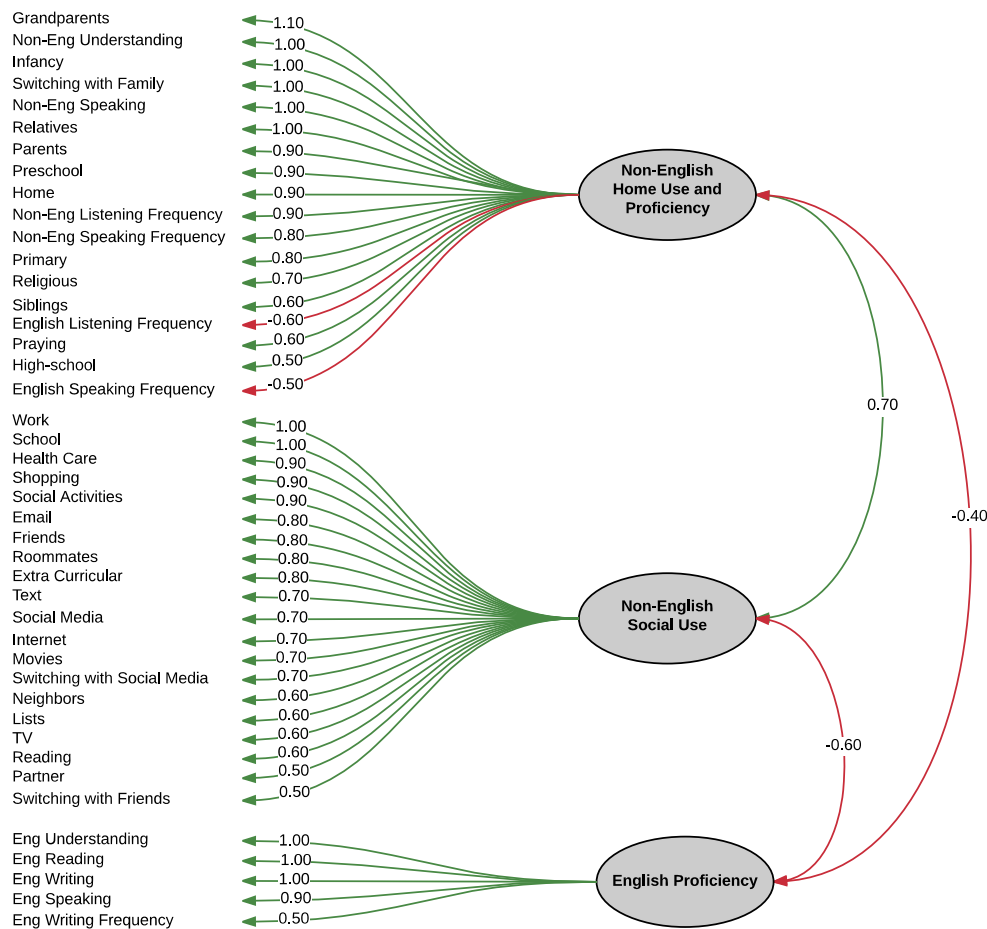 Grandparents 1.10
Non-Eng Understanding 1.00
Infancy 1.00
Switching with Family 1.00
Non-Eng Speaking 1.00
Relatives 1.00
Parents 0.90
Preschool 0.90
Home 0.90
Non-Eng Listening Frequency 0.90
Non-Eng Speaking Frequency 0.80
Primary 0.80
Religious 0.70
Siblings 0.60
English Listening Frequency -0.60
Praying 0.60
High-school 0.50
English Speaking Frequency -0.50
Non-English
Home Use and
Proficiency
0.70
-0.40
Work 1.00
School 1.00
Health Care 0.90
Shopping 0.90
Social Activities 0.90
Email 0.80
Friends 0.80
Roommates 0.80
Extra Curricular 0.80
Text 0.70
Social Media 0.70
Internet 0.70
Movies 0.70
Switching with Social Media 0.70
Neighbors 0.60
Lists 0.60
TV 0.60
Reading 0.60
Partner 0.50
Switching with Friends 0.50
Non-English
Social Use
-0.60
Eng Understanding 1.00
Eng Reading 1.00
Eng Writing 1.00
Eng Speaking 0.90
Eng Writing Frequency 0.50
English Proficiency